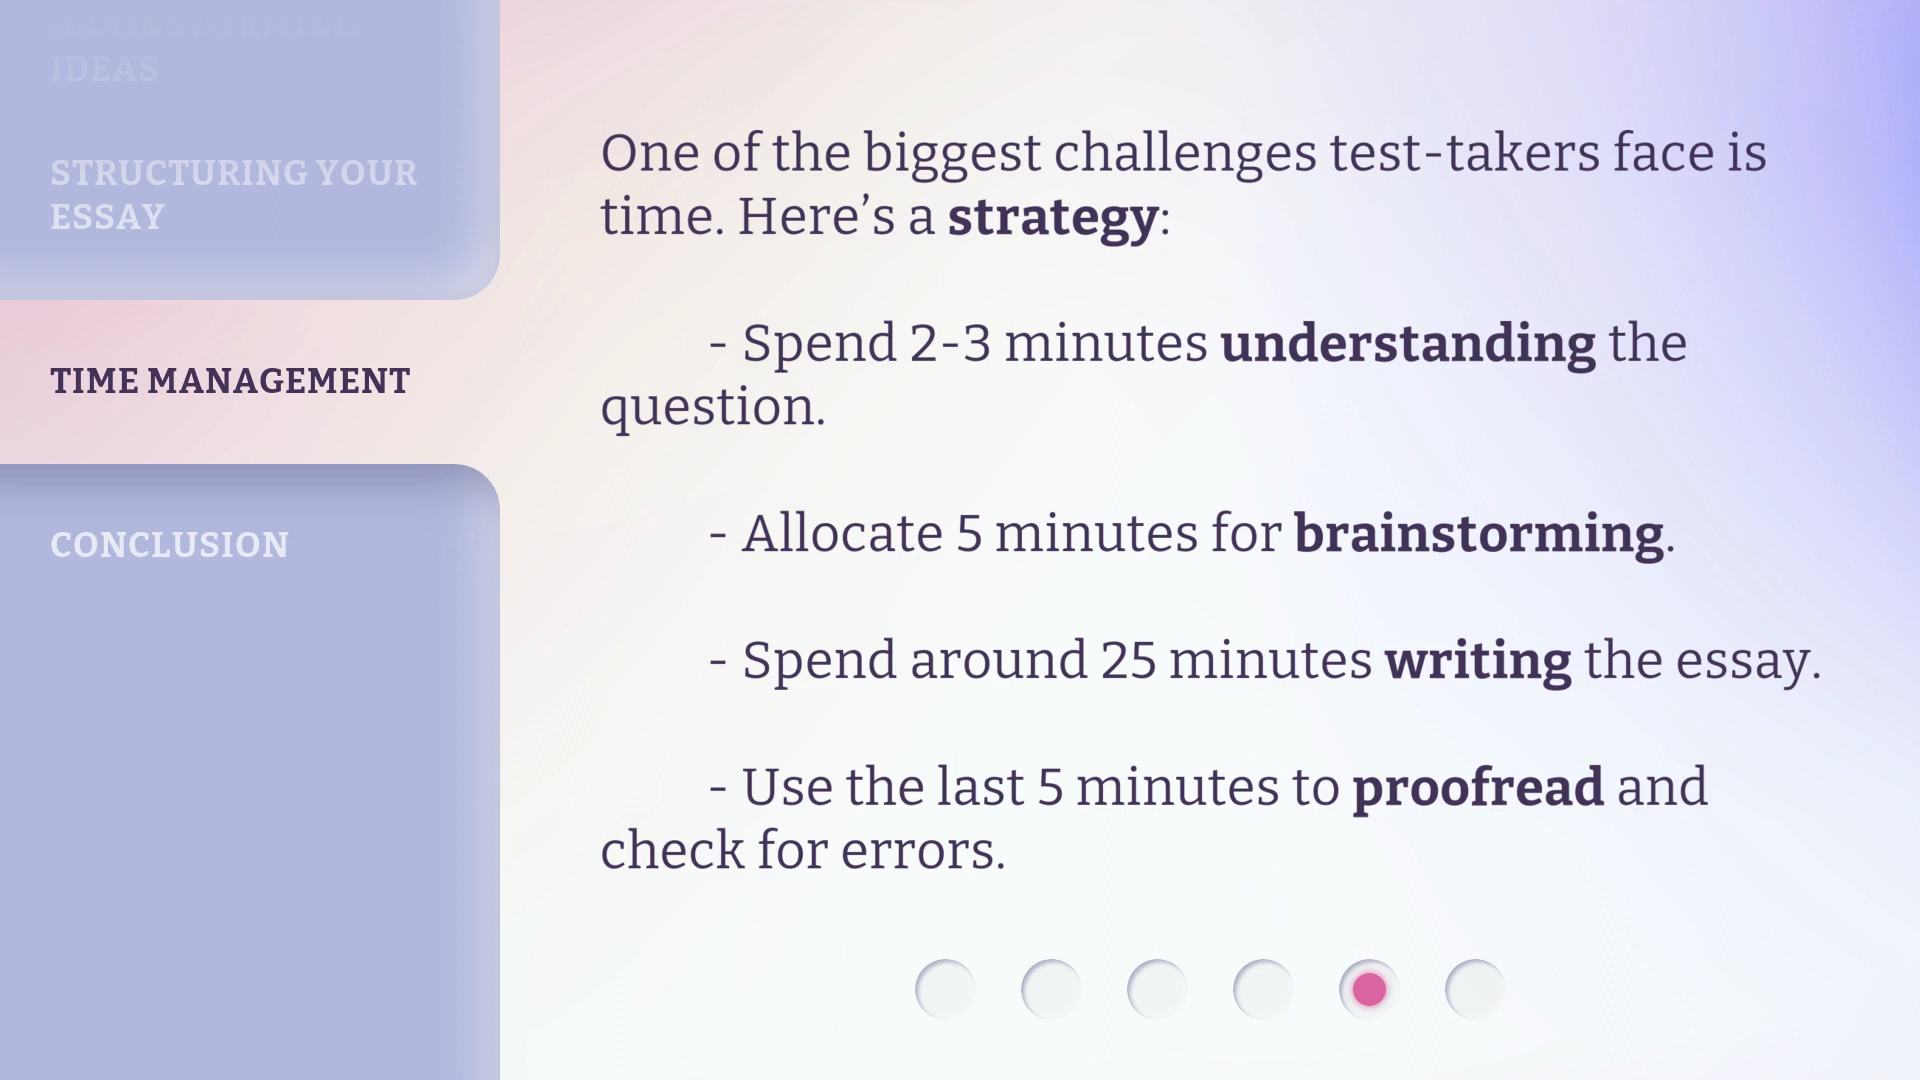 BRAINSTORMING
IDEAS
STRUCTURING YOUR
ESSAY
TIME MANAGEMENT
CONCLUSION
One of the biggest challenges test-takers face is
time. Here’s a strategy:
- Spend 2-3 minutes understanding the
question.
- Allocate 5 minutes for brainstorming.
- Spend around 25 minutes writing the essay.
- Use the last 5 minutes to proofread and
check for errors.